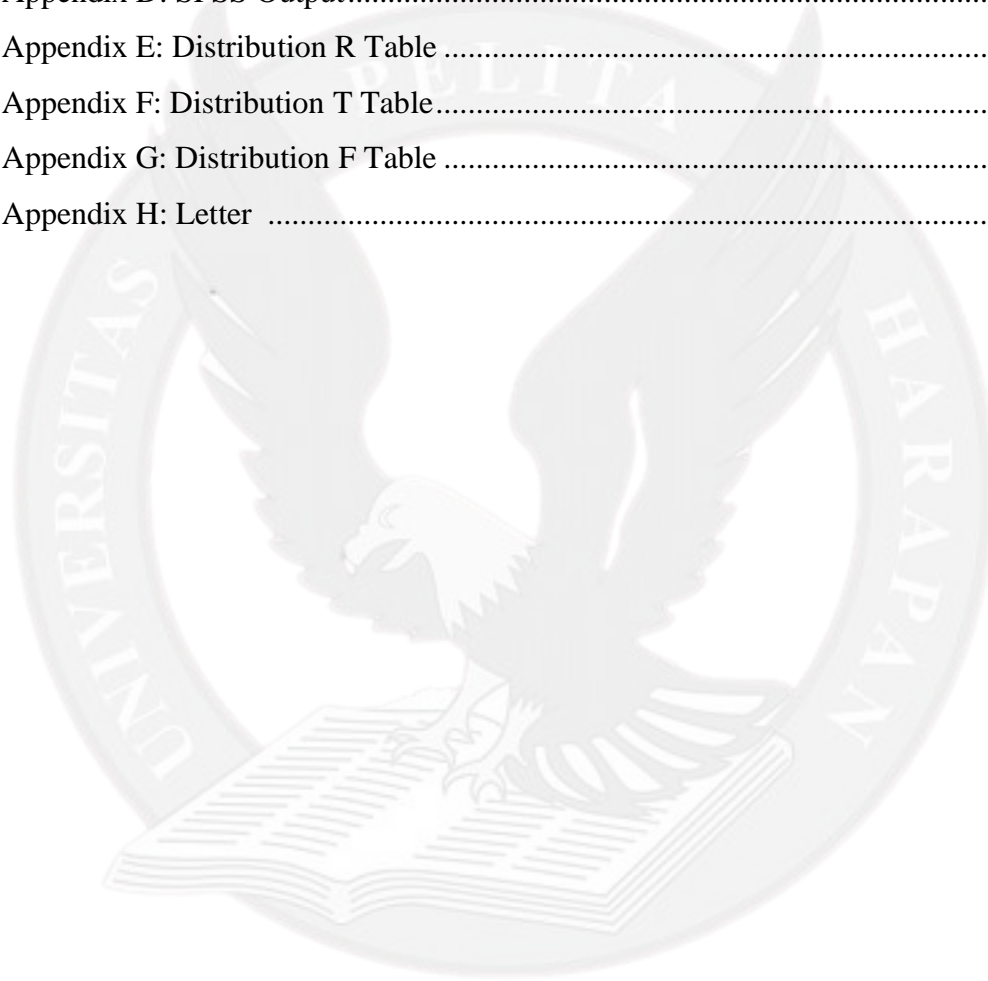 Appendix D: SPSS Output....................................................................................
Appendix E: Distribution R Table ......................................................................
Appendix F: Distribution T Table.......................................................................
Appendix G: Distribution F Table ......................................................................
Appendix H: Letter ............................................................................................
UNIVERSITAS PELITA HARAPAN